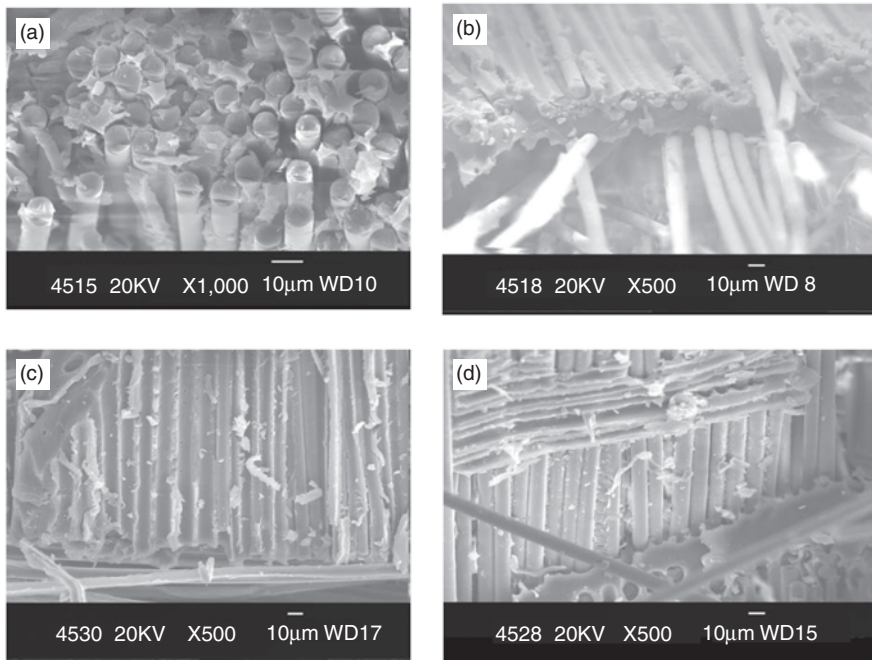 (a)
4515 20KV X1,000 10μm WD10
(b)
4518 20KV X500 10μm WD 8
(c)
4530 20KV X500 10μm WD17
(d)
4528 20KV X500 10μm WD15